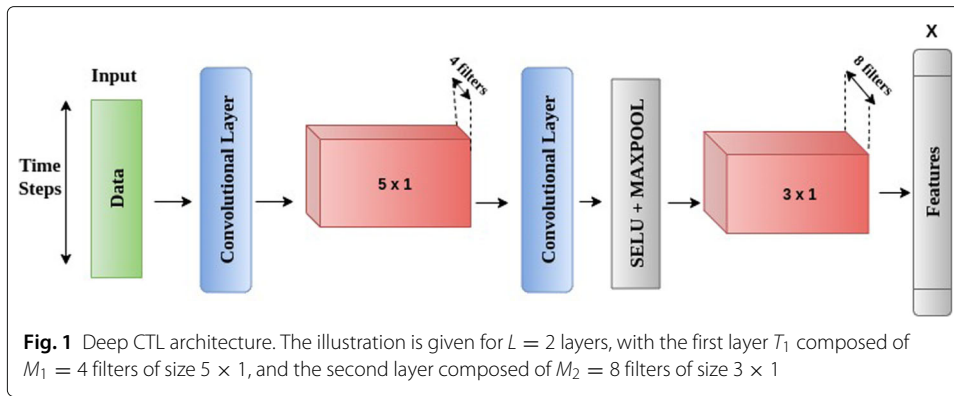 X
Input
4 filters
8 filters
Time
Steps
Data
Convolutional Layer
5 x 1
Convolutional Layer
SELU + MAXPOOL
3 x 1
Features
Fig. 1 Deep CTL architecture. The illustration is given for L = 2 layers, with the first layer T₁ composed of
M₁ = 4 filters of size 5 × 1, and the second layer composed of M₂ = 8 filters of size 3 × 1